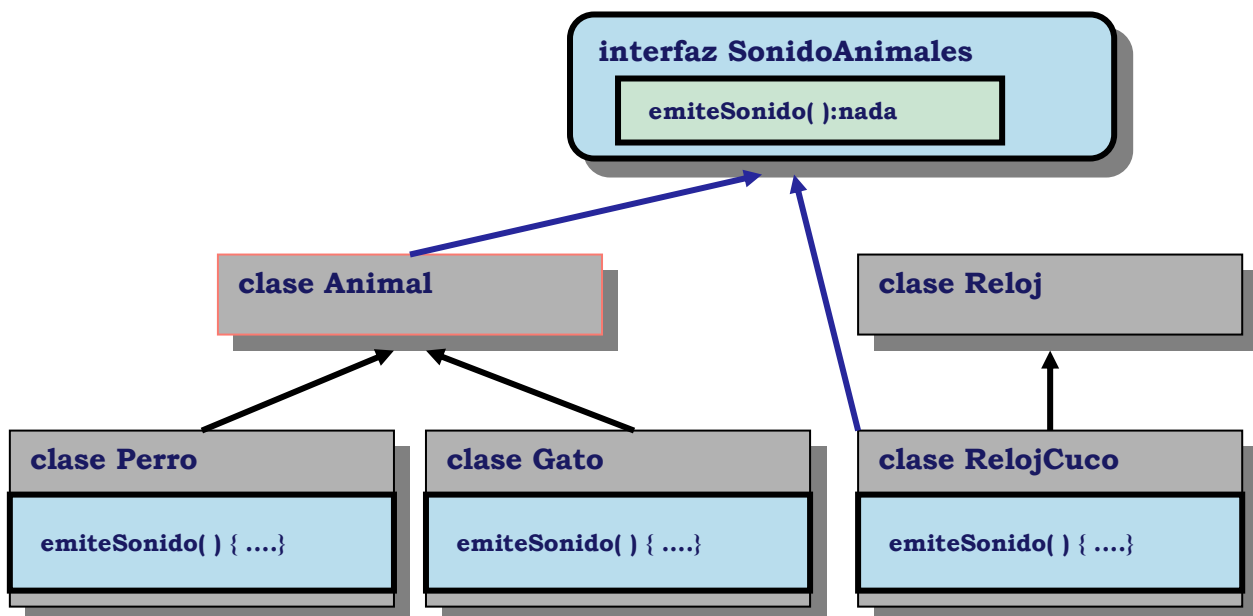 interfaz SonidoAnimales
emiteSonido( ):nada
clase Animal
clase Reloj
clase Perro
clase Gato
clase RelojCuco
emiteSonido( ) { ....}
emiteSonido( ) { ....}
emiteSonido( ) { ....}